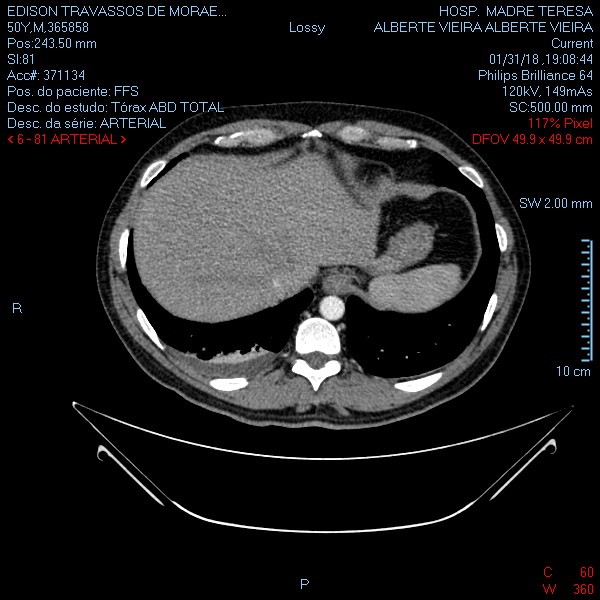 EDISON TRAVASSOS DE MORAE...
50Y,M,365858
Pos:243.50 mm
SI:81
Acc#: 371134
Pos. do paciente: FFS
Desc. do estudo: Tórax ABD TOTAL
Desc. da série: ARTERIAL
< 6 - 81 ARTERIAL >
Lossy
HOSP. MADRE TERESA
ALBERTE VIEIRA ALBERTE VIEIRA
Current
01/31/18 ,19:08:44
Philips Brilliance 64
120kV, 149mAs
SC:500.00 mm
117% Pixel
DFOV 49.9 x 49.9 cm
SW 2.00 mm
R
10 cm
P
C 60
W 360